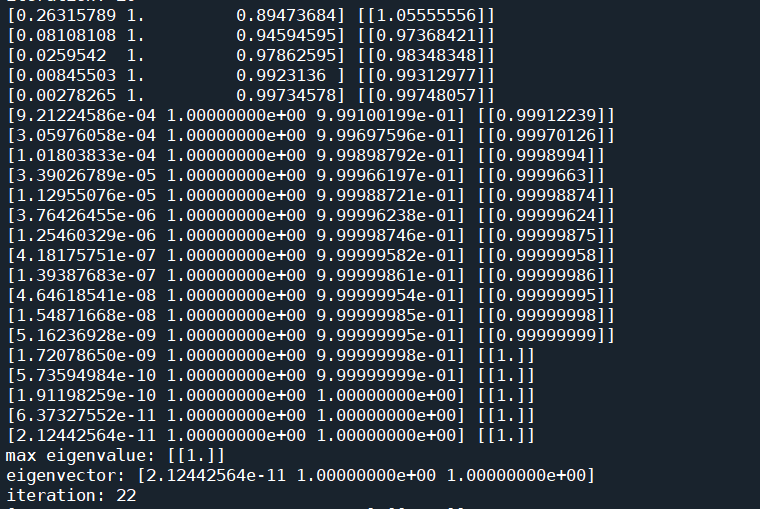 [0.26315789 1.         0.89473684] [[1.05555556]]
[0.08108108 1.         0.94594595] [[0.97368421]]
[0.0259542  1.         0.97862595] [[0.98348348]]
[0.00845503 1.         0.9923136 ] [[0.99312977]]
[0.00278265 1.         0.99734578] [[0.99748057]]
[9.21224586e-04 1.00000000e+00 9.99100199e-01] [[0.99912239]]
[3.05976058e-04 1.00000000e+00 9.99697596e-01] [[0.99970126]]
[1.01803833e-04 1.00000000e+00 9.99898792e-01] [[0.9998994]]
[3.39026789e-05 1.00000000e+00 9.99966197e-01] [[0.9999663]]
[1.12955076e-05 1.00000000e+00 9.99988721e-01] [[0.99998874]]
[3.76426455e-06 1.00000000e+00 9.99996238e-01] [[0.99999624]]
[1.25460329e-06 1.00000000e+00 9.99998746e-01] [[0.99999875]]
[4.18175751e-07 1.00000000e+00 9.99999582e-01] [[0.99999958]]
[1.39387683e-07 1.00000000e+00 9.99999861e-01] [[0.99999986]]
[4.64618541e-08 1.00000000e+00 9.99999954e-01] [[0.99999995]]
[1.54871668e-08 1.00000000e+00 9.99999985e-01] [[0.99999998]]
[5.16236928e-09 1.00000000e+00 9.99999995e-01] [[0.99999999]]
[1.72078650e-09 1.00000000e+00 9.99999998e-01] [[1.]]
[5.73594984e-10 1.00000000e+00 9.99999999e-01] [[1.]]
[1.91198259e-10 1.00000000e+00 1.00000000e+00] [[1.]]
[6.37327552e-11 1.00000000e+00 1.00000000e+00] [[1.]]
[2.12442564e-11 1.00000000e+00 1.00000000e+00] [[1.]]
max eigenvalue: [[1.]]
eigenvector: [2.12442564e-11 1.00000000e+00 1.00000000e+00]
iteration: 22